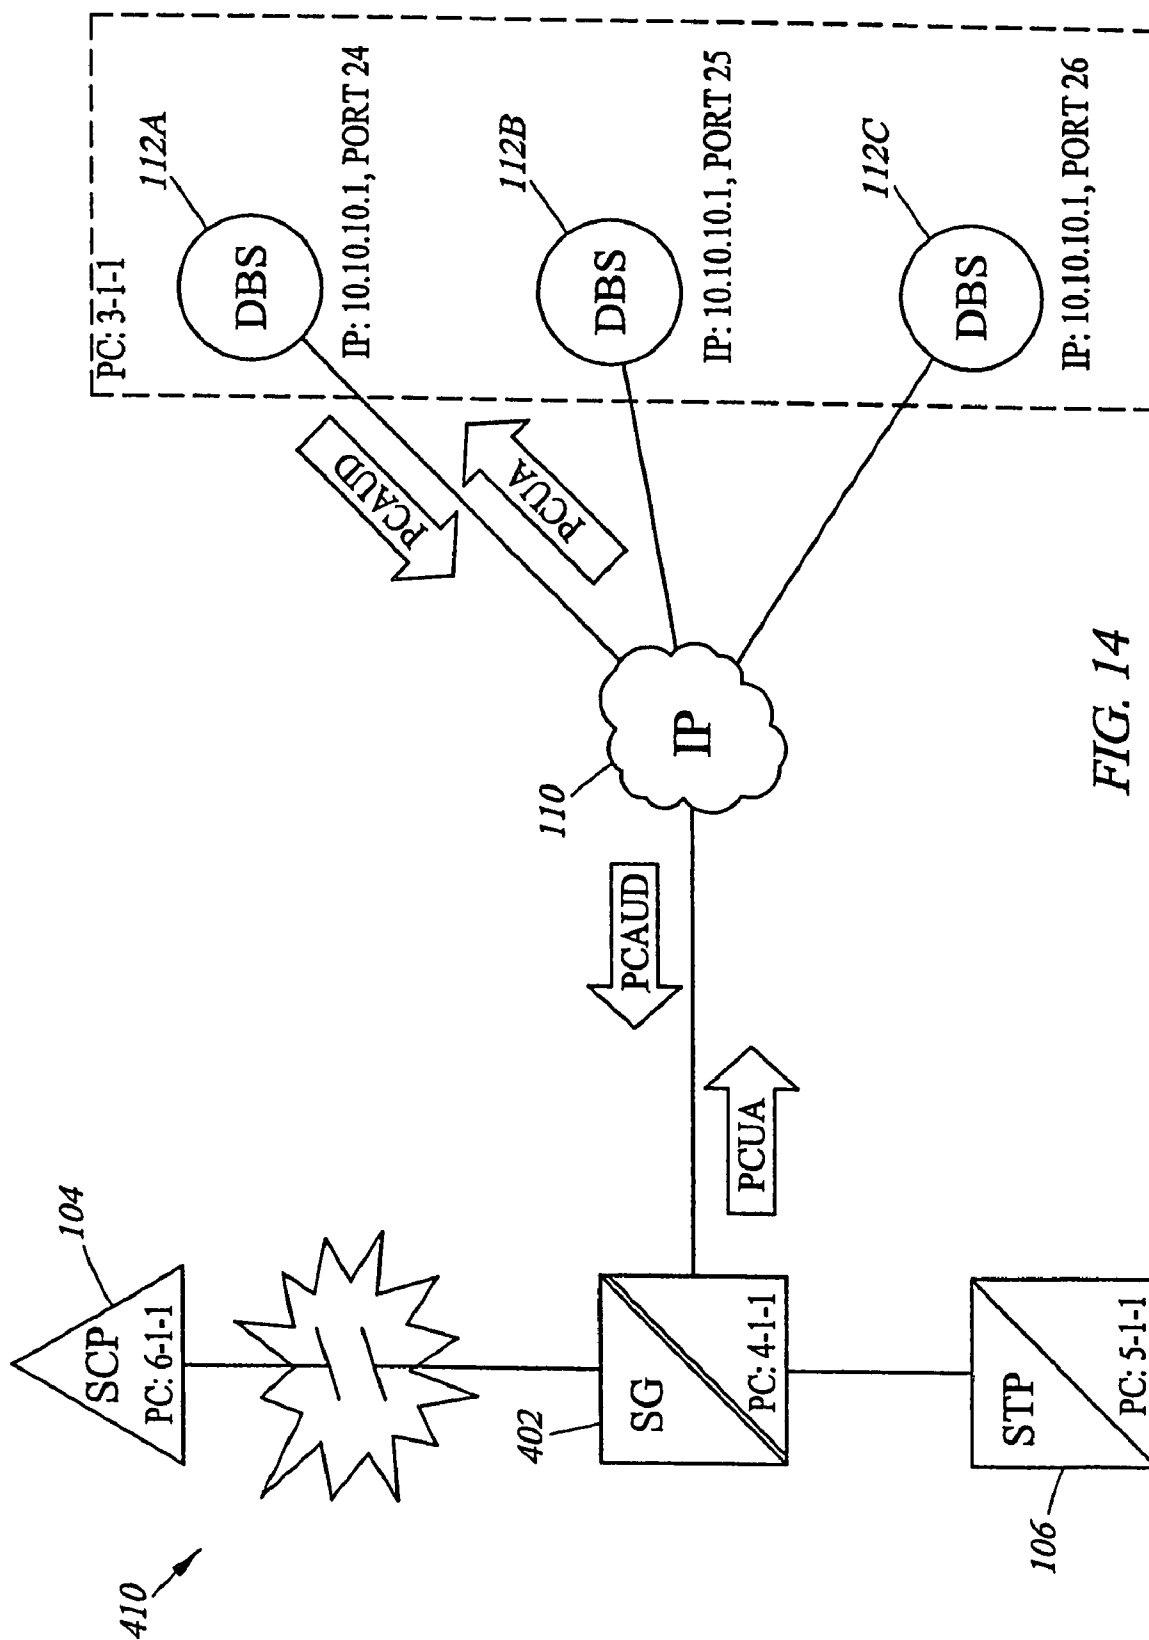 410
104
SCP
PC: 6-1-1
402
SG
PC: 4-1-1
106
STP
PC: 5-1-1
PCAUD
PCUA
110
IP
PCAUD
PCUA
PC: 3-1-1
112A
DBS
IP: 10.10.10.1, PORT 24
112B
DBS
IP: 10.10.10.1, PORT 25
112C
DBS
IP: 10.10.10.1, PORT 26
FIG. 14